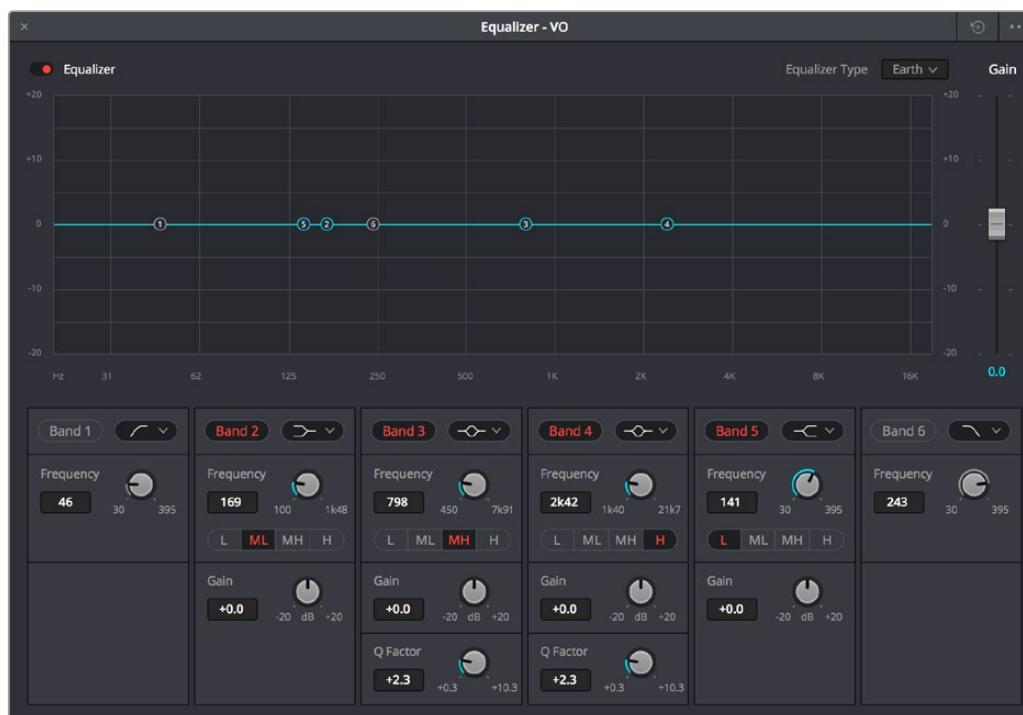 Equalizer - VO
Equalizer
Equalizer Type Earth Gain
+20 +20
+10 +10
0 0
-10 -10
-20 -20
Hz 31 62 125 250 500 1K 2K 4K 8K 16K 0.0
1 5 2 6 3 4
Band 1 Band 2 Band 3 Band 4 Band 5 Band 6
Frequency Frequency Frequency Frequency Frequency Frequency
46 30 395 169 100 1k48 798 450 7k91 2k42 1k40 21k7 141 30 395 243 30 395
L ML MH H L ML MH H L ML MH H L ML MH H
Gain Gain Gain Gain
+0.0 -20 dB +20 +0.0 -20 dB +20 +0.0 -20 dB +20 +0.0 -20 dB +20
Q Factor Q Factor
+2.3 +0.3 +10.3 +2.3 +0.3 +10.3